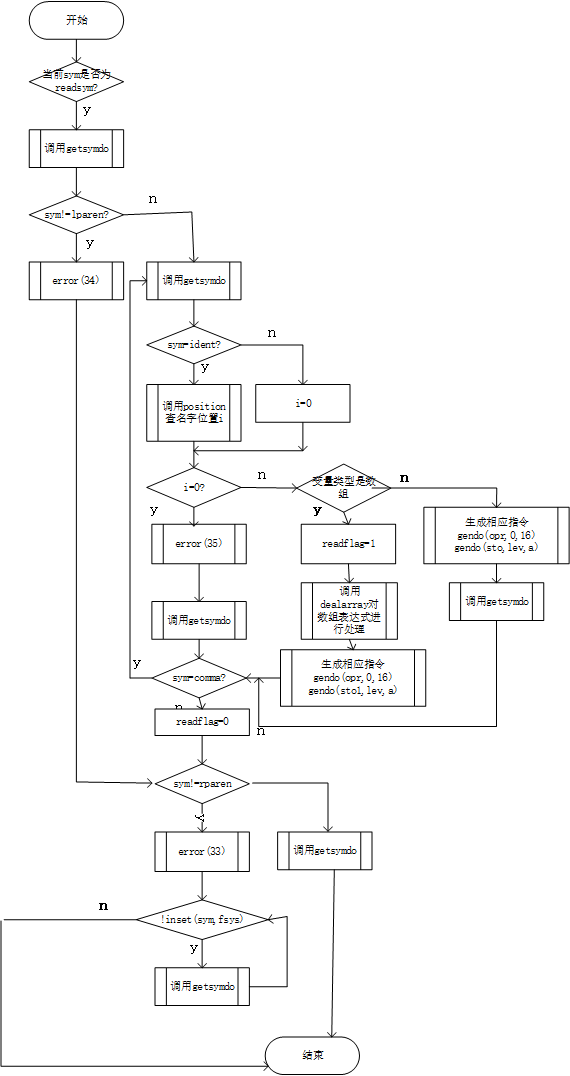 开始
当前sym是否为
readsym?
y
调用getsymdo
n
sym!=lparen?
y
error(34)
调用getsymdo
n
sym=ident?
y
调用position
查名字位置i
i=0
i=0?
n
变量类型是数
组
n
y
y
error(35)
readflag=1
生成相应指令
gendo(opr,0,16)
gendo(sto,lev,a)
调用
dealarray对
数组表达式进
行处理
调用getsymdo
调用getsymdo
y
sym=comma?
生成相应指令
gendo(opr,0,16)
gendo(sto1,lev,a)
n
readflag=0
n
sym!=rparen
y
error(33)
调用getsymdo
n
!inset(sym,fsys)
y
调用getsymdo
结束